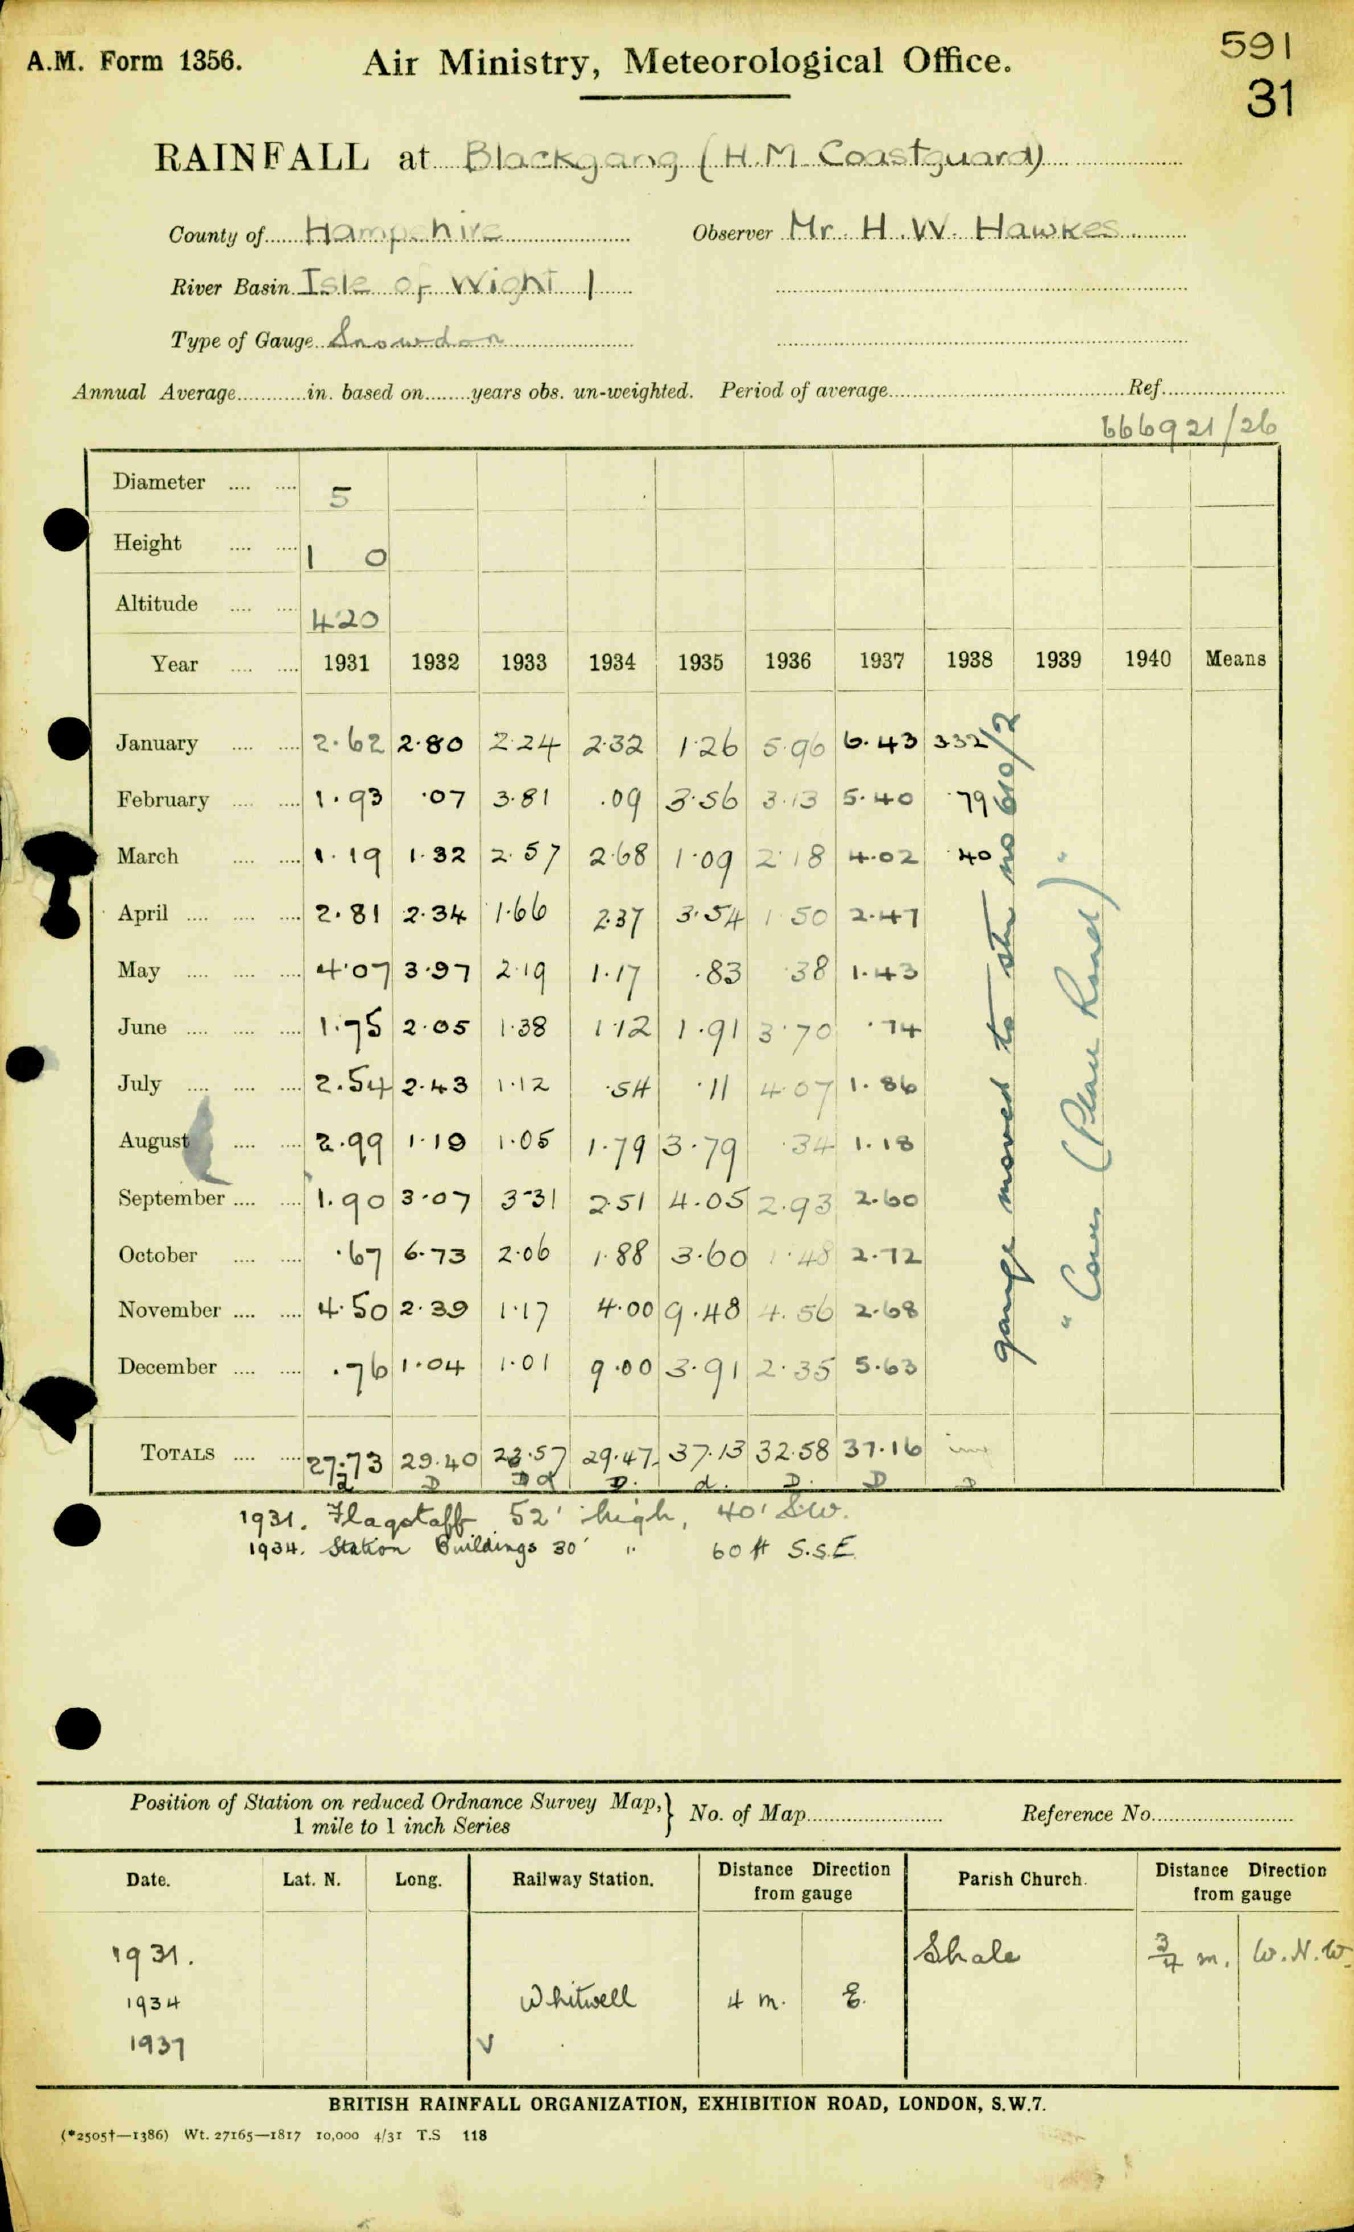 A.M. Form 1356.
Air Ministry, Meteorological Office.
591
31
RAINFALL at Blackgang (H.M. Coastguard)
County of Hampshire Observer Mr. H. W. Hawkes
River Basin Isle of Wight 1
Type of Gauge Snowdon
Annual Average in. based on years obs. un-weighted. Period of average Ref.
666921/26
Diameter 5
Height 1 0
Altitude 420
Year 1931 1932 1933 1934 1935 1936 1937 1938 1939 1940 Means
January 2.62 2.80 2.24 2.32 1.26 5.96 6.43 3.32
February 1.93 .07 3.81 .09 3.56 3.13 5.40 .79
March 1.19 1.32 2.57 2.68 1.09 2.18 4.02 .40
April 2.81 2.34 1.66 2.37 3.54 1.50 2.47
May 4.07 3.97 2.19 1.17 .83 .38 1.43
June 1.75 2.05 1.38 1.12 1.91 3.70 .74
July 2.54 2.43 1.12 .54 .11 4.07 1.86
August 2.99 1.19 1.05 1.79 3.79 .34 1.18
September 1.90 3.07 3.31 2.51 4.05 2.93 2.60
October .67 6.73 2.06 1.88 3.60 1.48 2.72
November 4.50 2.39 1.17 4.00 9.48 4.56 2.68
December .76 1.04 1.01 9.00 3.91 2.35 5.63
TOTALS 27.73 29.40 23.57 29.47 37.13 32.58 37.16
D D d D. d. D. D D
gauge moved to stn no 610/2
" Cowes (Place Road) "
1931. Flagstaff 52' high, 40' S.W.
1934. Station Buildings 30' " 60 ft S.S.E.
Position of Station on reduced Ordnance Survey Map, 1 mile to 1 inch Series } No. of Map Reference No.
Date. Lat. N. Long. Railway Station. Distance Direction from gauge Parish Church. Distance Direction from gauge
1931. Shale 3/4 m. W.N.W.
1934 Whitwell 4 m. E.
1937 v
BRITISH RAINFALL ORGANIZATION, EXHIBITION ROAD, LONDON, S.W.7.
(*2505†—1386) Wt. 27165—1817 10,000 4/31 T.S 118